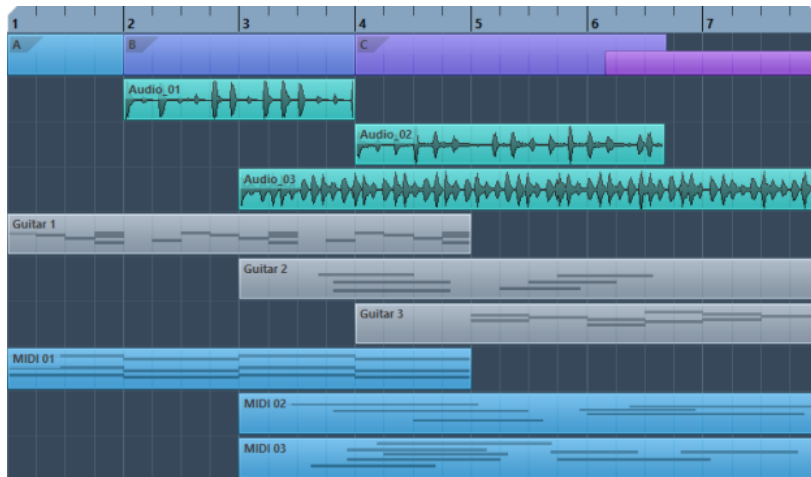 1 2 3 4 5 6 7
A B C
Audio_01
Audio_02
Audio_03
Guitar 1
Guitar 2
Guitar 3
MIDI 01
MIDI 02
MIDI 03